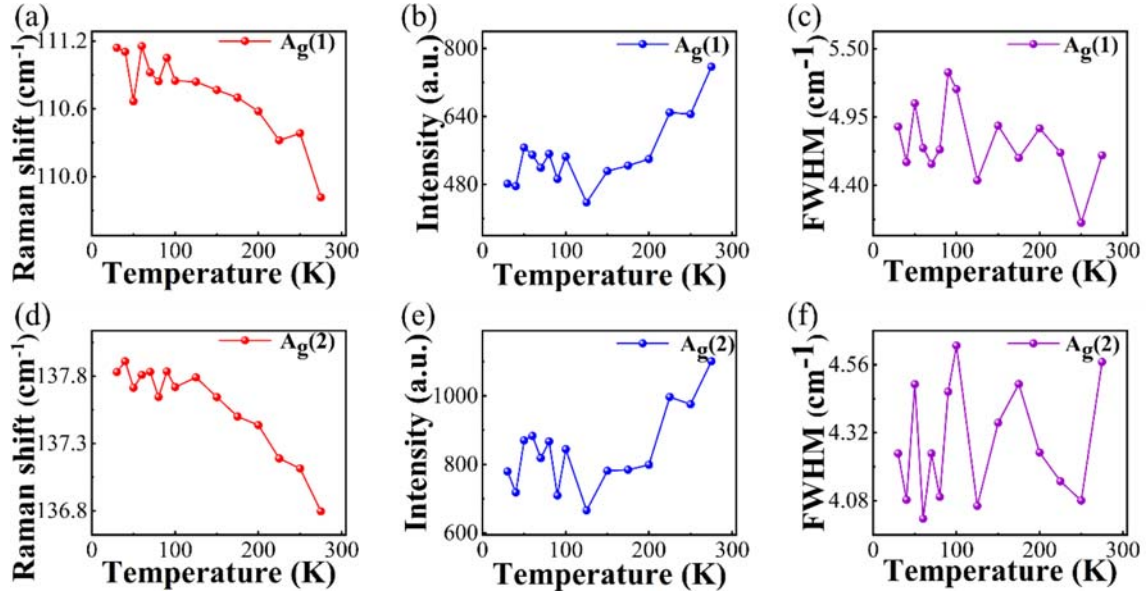 (a)
Raman shift (cm⁻¹)
111.2
110.6
110.0
0 100 200 300
Temperature (K)
Ag(1)
(b)
Intensity (a.u.)
800
640
480
0 100 200 300
Temperature (K)
Ag(1)
(c)
FWHM (cm⁻¹)
5.50
4.95
4.40
0 100 200 300
Temperature (K)
Ag(1)
(d)
Raman shift (cm⁻¹)
137.8
137.3
136.8
0 100 200 300
Temperature (K)
Ag(2)
(e)
Intensity (a.u.)
1000
800
600
0 100 200 300
Temperature (K)
Ag(2)
(f)
FWHM (cm⁻¹)
4.56
4.32
4.08
0 100 200 300
Temperature (K)
Ag(2)